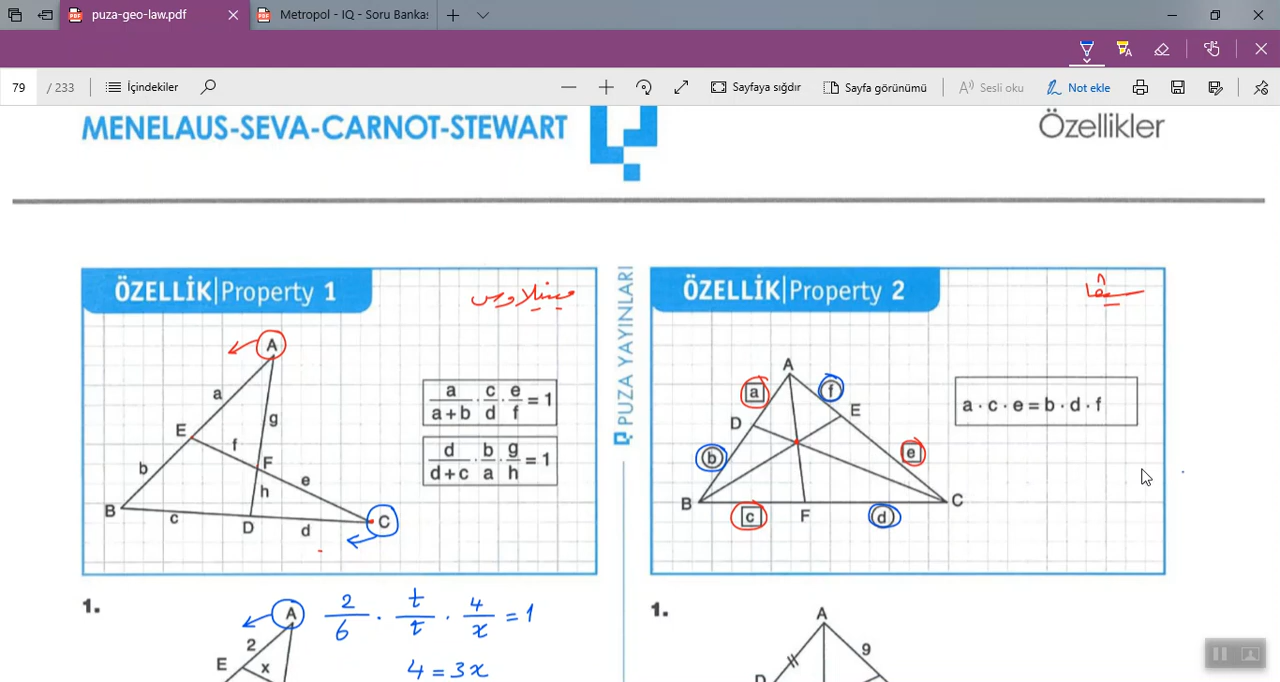 puza-geo-law.pdf
Metropol - IQ - Soru Bankas
79 / 233
İçindekiler
Sayfaya sığdır
Sayfa görünümü
Sesli oku
Not ekle
MENELAUS-SEVA-CARNOT-STEWART
Özellikler
ÖZELLİK|Property 1
مينلاوس
A
a
g
E
f
F
b
e
h
B
c
D
d
C
a/(a+b) · c/d · e/f = 1
d/(d+c) · b/a · g/h = 1
PUZA YAYINLARI
ÖZELLİK|Property 2
سيڤا
A
a
f
D
E
b
e
B
c
F
d
C
a · c · e = b · d · f
1.
A
2
E
x
2/6 · t/t · 4/x = 1
4 = 3x
1.
A
9
D